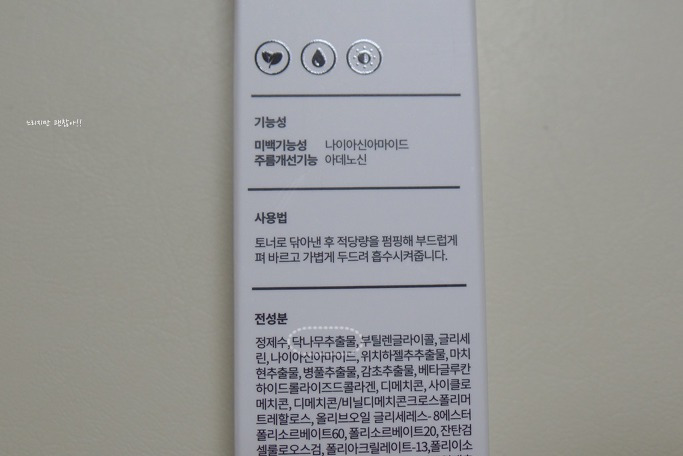 느리지만 괜찮아!!
기능성
미백기능성 나이아신아마이드
주름개선기능 아데노신
사용법
토너로 닦아낸 후 적당량을 펌핑해 부드럽게
펴 바르고 가볍게 두드려 흡수시켜줍니다.
전성분
정제수, 닥나무추출물, 부틸렌글라이콜, 글리세
린, 나이아신아마이드, 위치하젤추추출물, 마치
현추출물, 병풀추출물, 감초추출물, 베타글루칸
하이드롤라이즈드콜라겐, 디메치콘, 사이클로
메치콘, 디메치콘/비닐디메치콘크로스폴리머
트레할로스, 올리브오일 글리세레스- 8에스터
폴리소르베이트60, 폴리소르베이트20, 잔탄검
셀룰로오스검, 폴리아크릴레이트-13,폴리이소